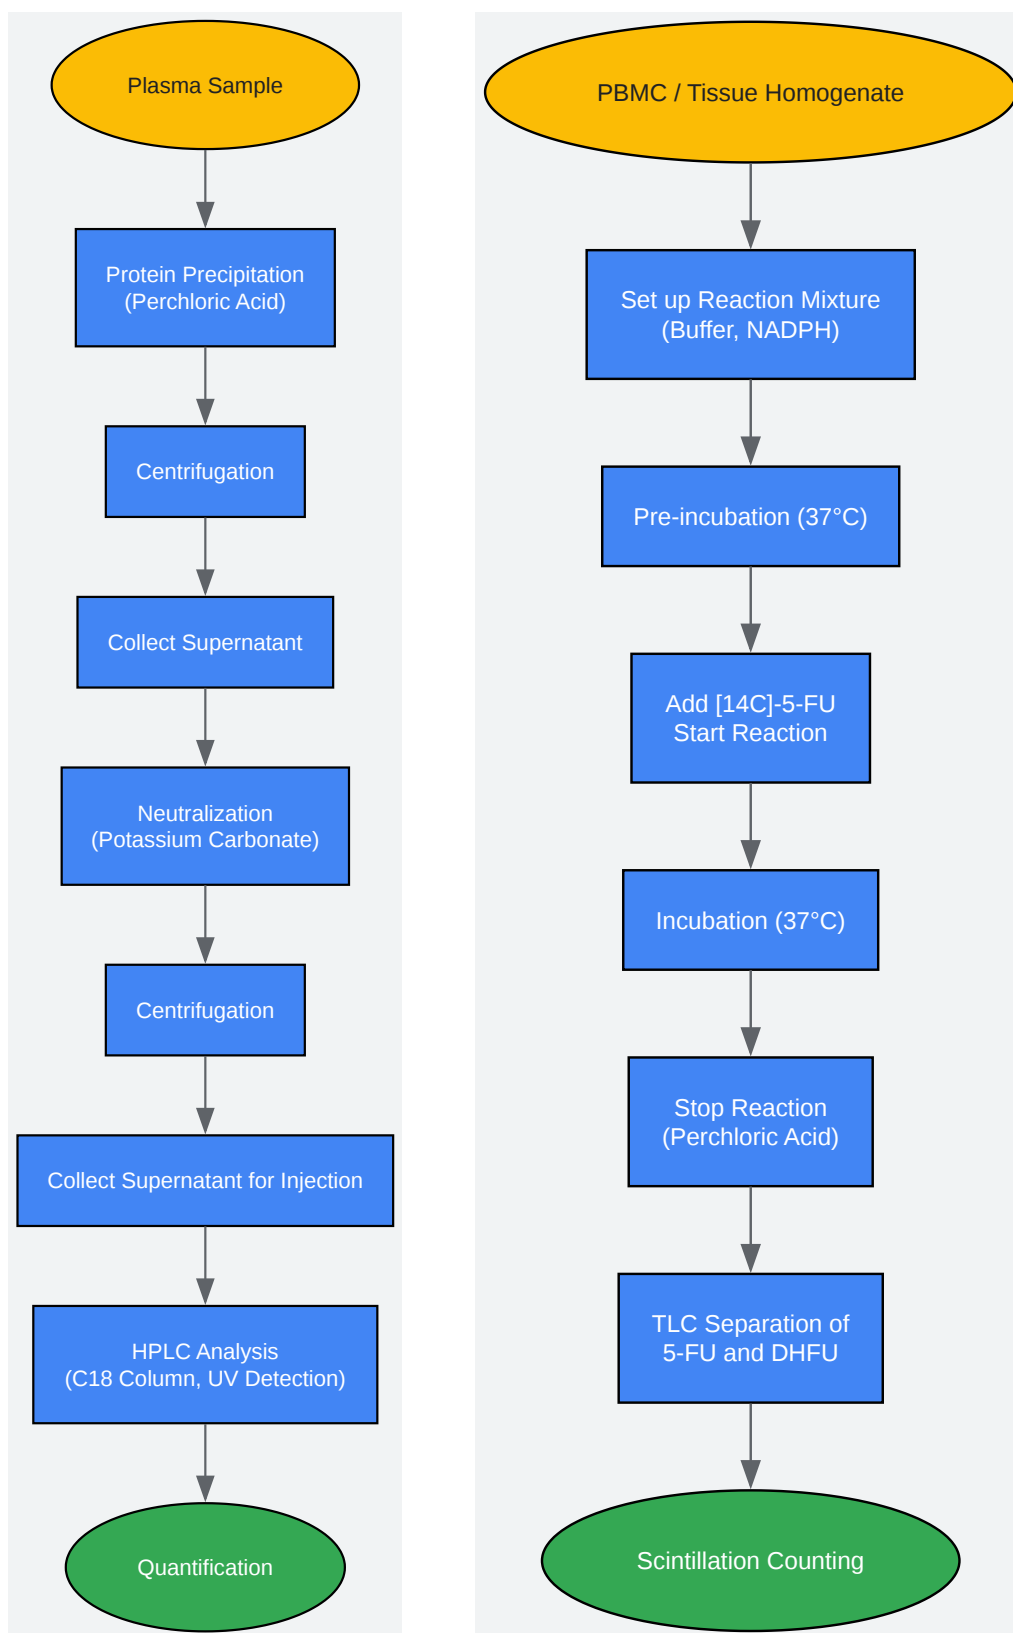 Plasma Sample
Protein Precipitation
(Perchloric Acid)
Centrifugation
Collect Supernatant
Neutralization
(Potassium Carbonate)
Centrifugation
Collect Supernatant for Injection
HPLC Analysis
(C18 Column, UV Detection)
Quantification
PBMC / Tissue Homogenate
Set up Reaction Mixture
(Buffer, NADPH)
Pre-incubation (37°C)
Add [14C]-5-FU
Start Reaction
Incubation (37°C)
Stop Reaction
(Perchloric Acid)
TLC Separation of
5-FU and DHFU
Scintillation Counting